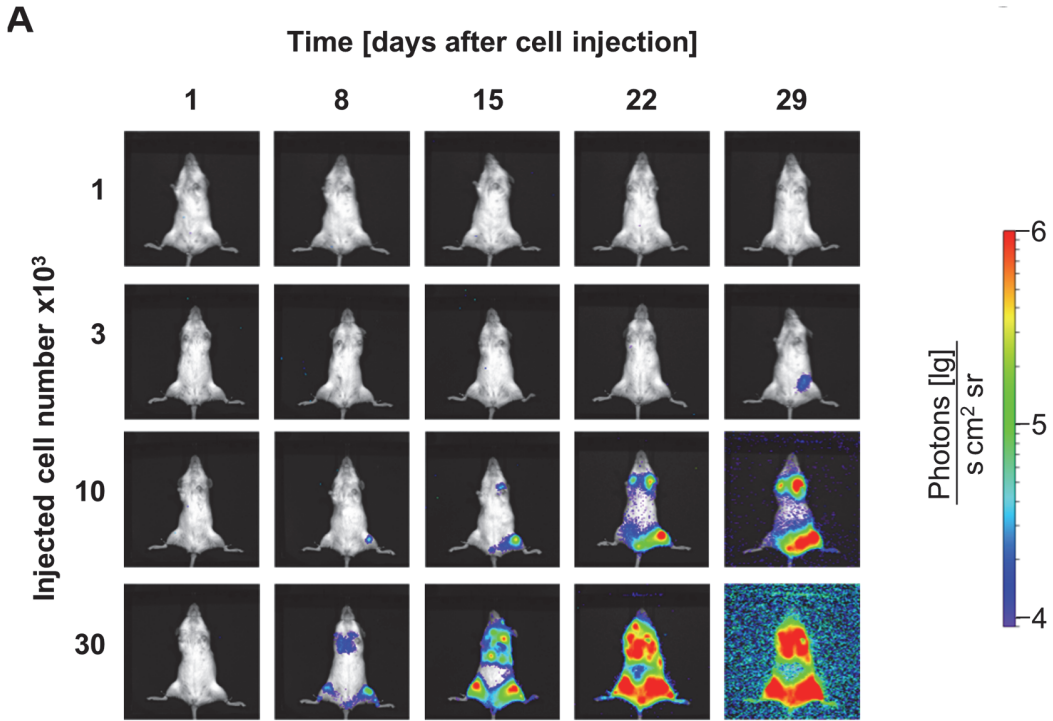 A
Time [days after cell injection]
1 8 15 22 29
Injected cell number x10³
1
3
10
30
Photons [lg]
s cm² sr
6
5
4